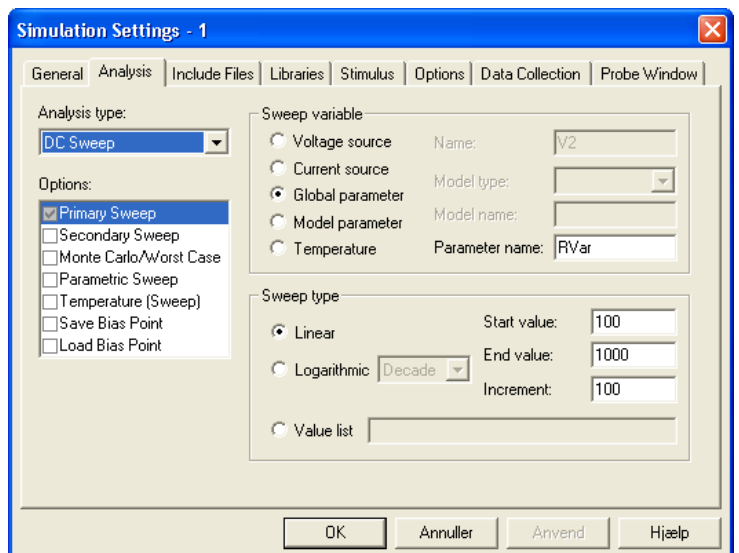 Simulation Settings - 1
General Analysis Include Files Libraries Stimulus Options Data Collection Probe Window
Analysis type:
DC Sweep
Options:
Primary Sweep
Secondary Sweep
Monte Carlo/Worst Case
Parametric Sweep
Temperature (Sweep)
Save Bias Point
Load Bias Point
Sweep variable
Voltage source
Current source
Global parameter
Model parameter
Temperature
Name: V2
Model type:
Model name:
Parameter name: RVar
Sweep type
Linear
Logarithmic Decade
Value list
Start value: 100
End value: 1000
Increment: 100
OK Annuller Anvend Hjælp